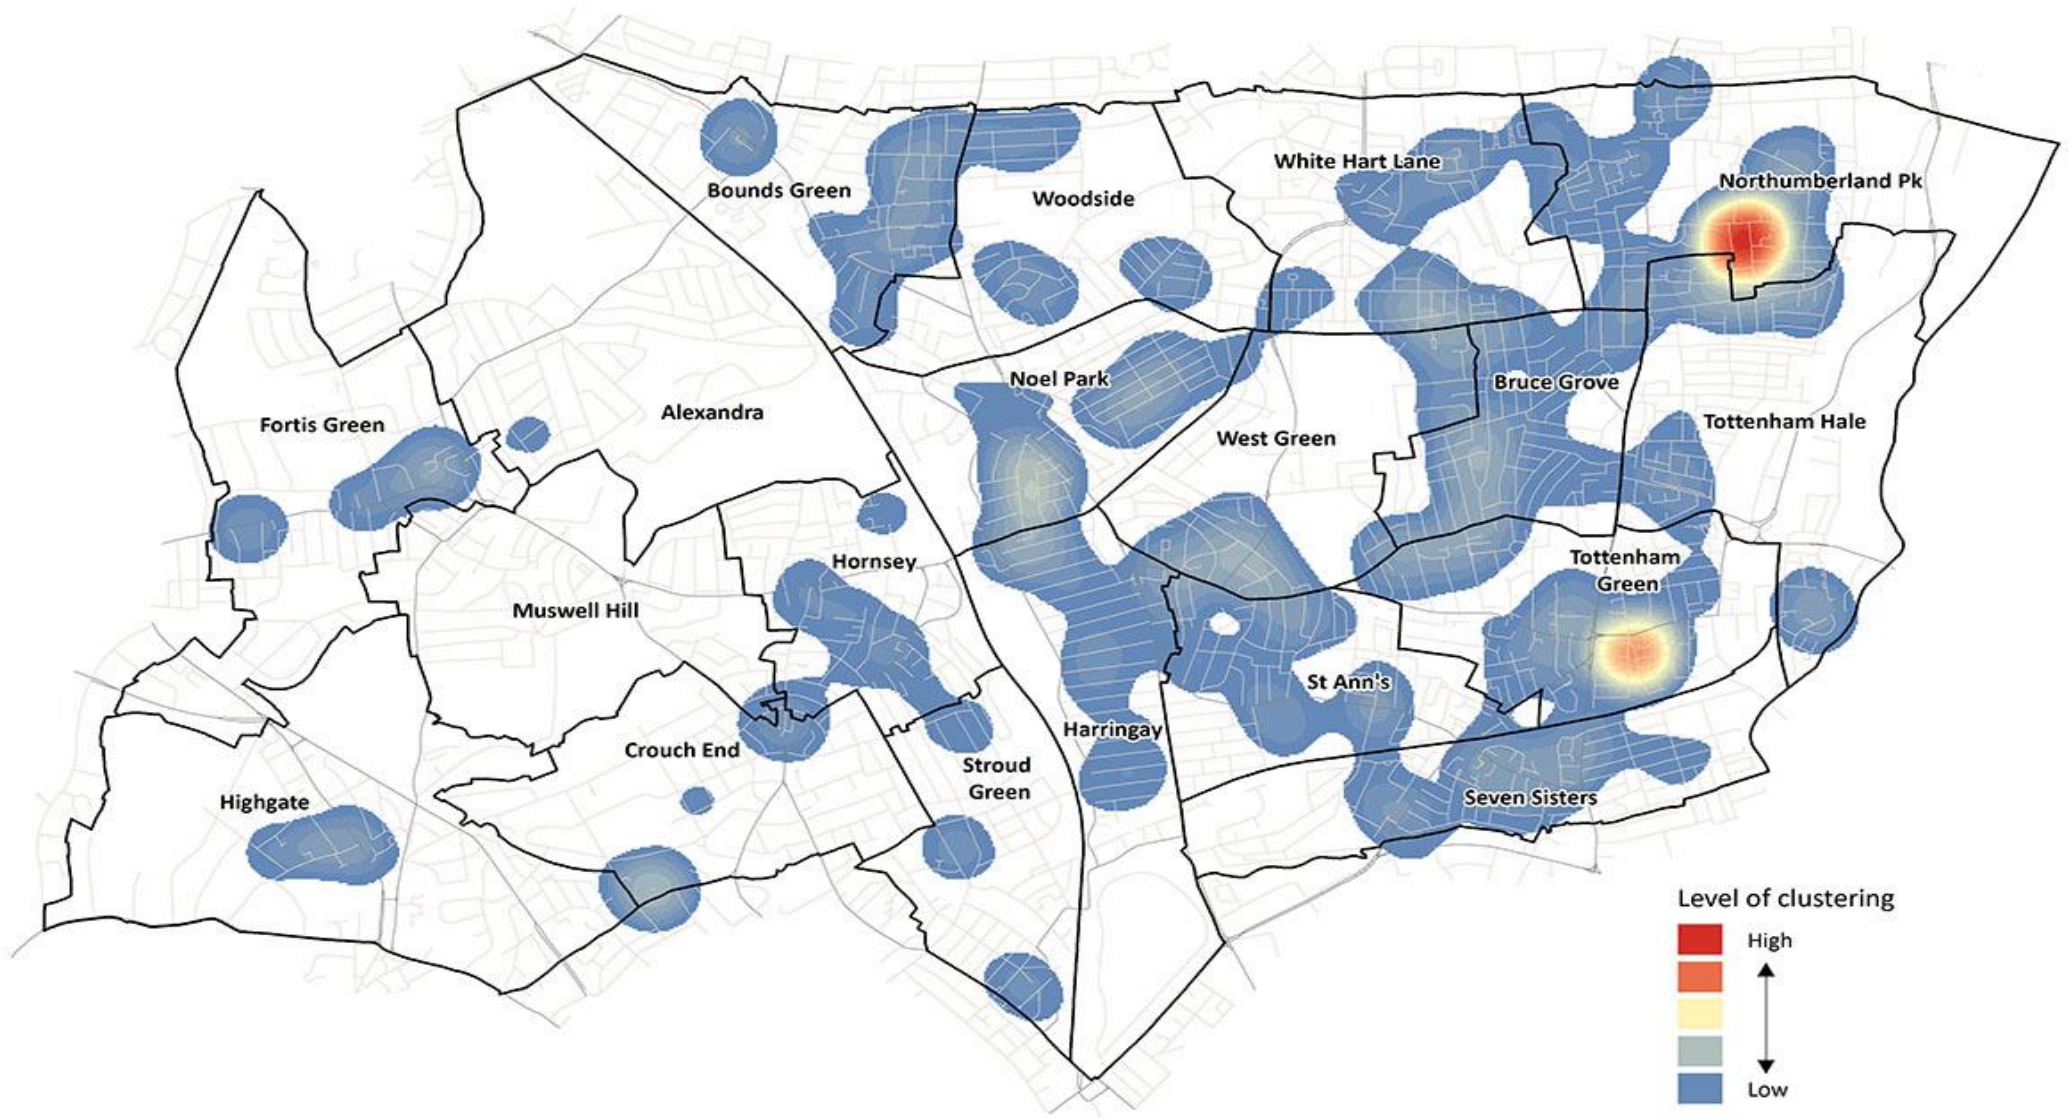 White Hart Lane
Northumberland Pk
Bounds Green
Woodside
Noel Park
Bruce Grove
Alexandra
Fortis Green
Tottenham Hale
West Green
Hornsey
Tottenham
Green
Muswell Hill
St Ann's
Harringay
Crouch End
Stroud
Green
Highgate
Seven Sisters
Level of clustering
High
Low